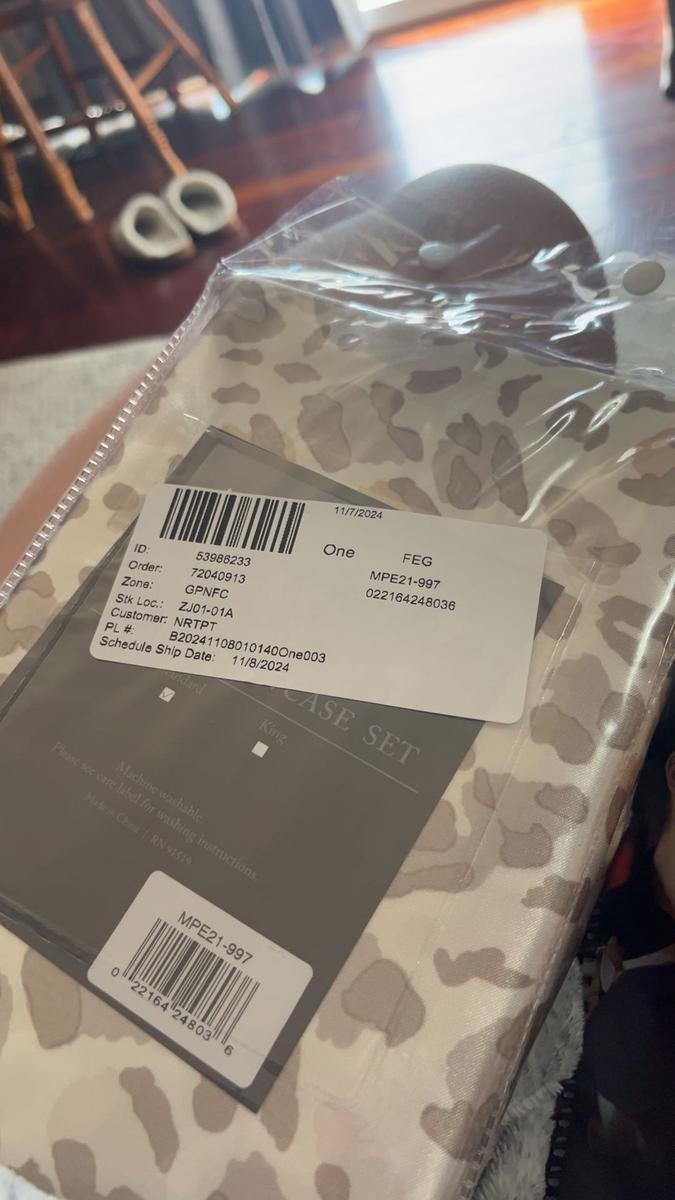 11/7/2024
ID: 53986233
One FEG
Order: 72040913
MPE21-997
Zone: GPNFC
022164248036
Stk Loc.: ZJ01-01A
Customer: NRTPT
PL #: B20241108010140One003
Schedule Ship Date: 11/8/2024
CASE SET
King
Machine washable.
Please see care label for washing instructions.
Made in China | RN 91519
MPE21-997
0 22164 24803 6